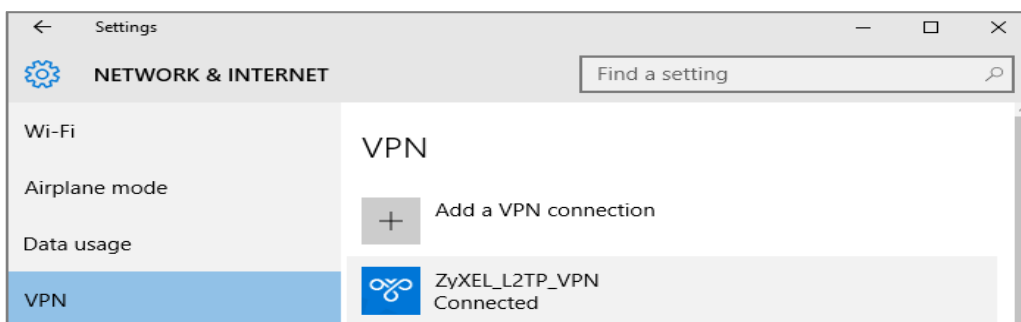 Settings
NETWORK & INTERNET
Find a setting
Wi-Fi
Airplane mode
Data usage
VPN
VPN
Add a VPN connection
ZyXEL_L2TP_VPN
Connected